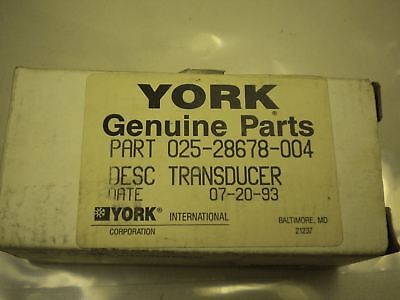 YORK®
Genuine Parts
PART 025-28678-004
DESC TRANSDUCER
DATE 07-20-93
YORK® INTERNATIONAL
CORPORATION
BALTIMORE, MD
21237